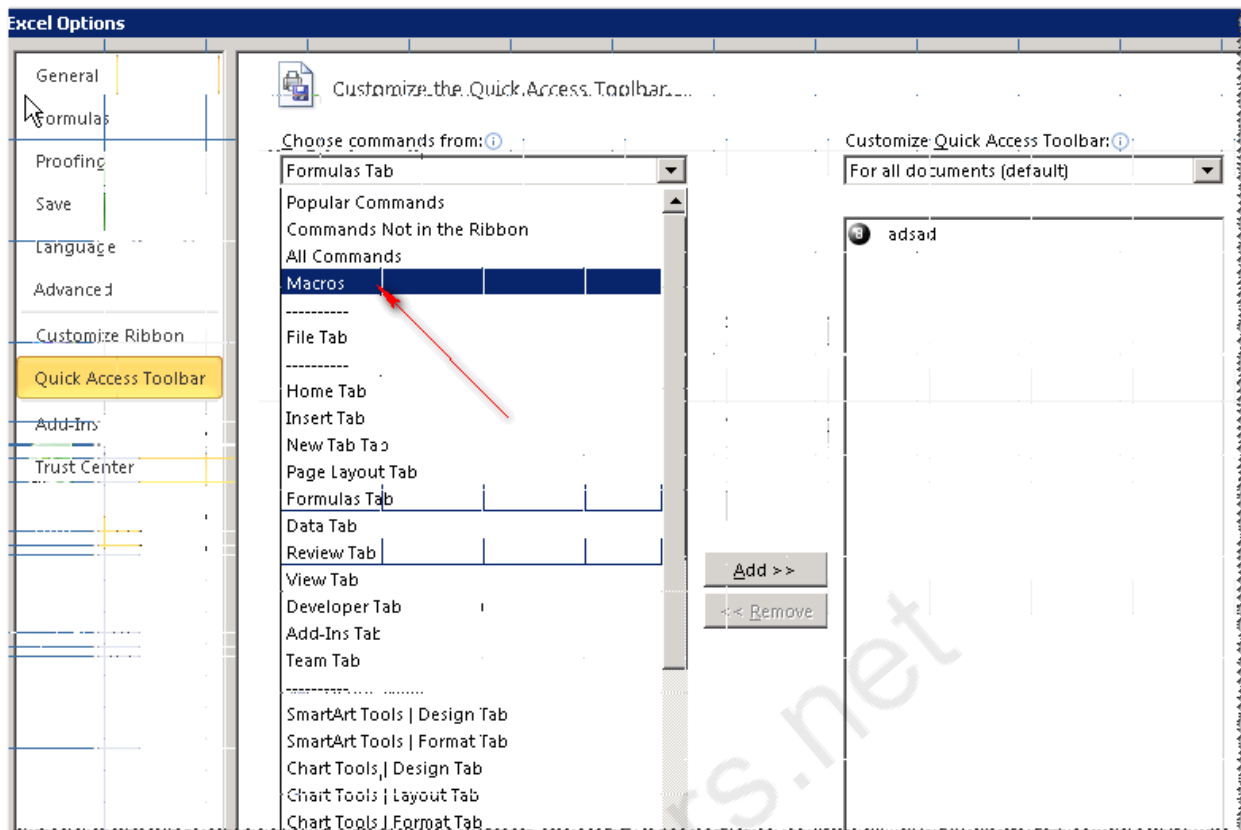 Excel Options
General
Formulas
Proofing
Save
Language
Advanced
Customize Ribbon
Quick Access Toolbar
Add-Ins
Trust Center
Customize the Quick Access Toolbar.
Choose commands from:
Formulas Tab
Popular Commands
Commands Not in the Ribbon
All Commands
Macros
----------
File Tab
----------
Home Tab
Insert Tab
New Tab Tab
Page Layout Tab
Formulas Tab
Data Tab
Review Tab
View Tab
Developer Tab
Add-Ins Tab
Team Tab
----------
SmartArt Tools | Design Tab
SmartArt Tools | Format Tab
Chart Tools | Design Tab
Chart Tools | Layout Tab
Chart Tools | Format Tab
Add >>
<< Remove
Customize Quick Access Toolbar:
For all documents (default)
adsad
rs.net